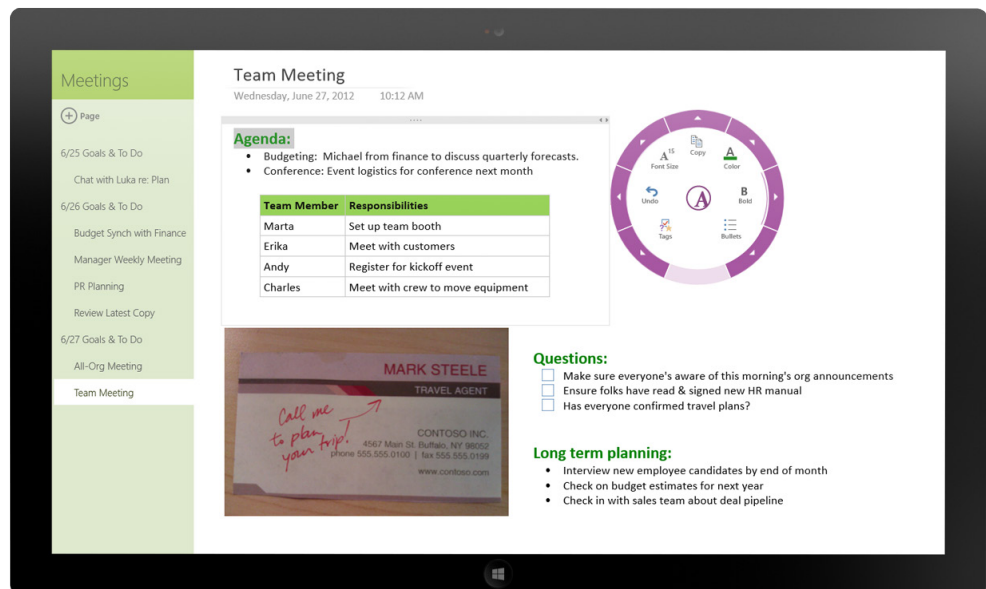 Meetings
Page
6/25 Goals & To Do
Chat with Luka re: Plan
6/26 Goals & To Do
Budget Synch with Finance
Manager Weekly Meeting
PR Planning
Review Latest Copy
6/27 Goals & To Do
All-Org Meeting
Team Meeting
Team Meeting
Wednesday, June 27, 2012 10:12 AM
Agenda:
• Budgeting: Michael from finance to discuss quarterly forecasts.
• Conference: Event logistics for conference next month
Team Member Responsibilities
Marta Set up team booth
Erika Meet with customers
Andy Register for kickoff event
Charles Meet with crew to move equipment
A 15
Font Size
Copy
A
Color
Undo
A
B
Bold
Tags
Bullets
MARK STEELE
TRAVEL AGENT
Call me
to plan
your trip!
CONTOSO INC.
4567 Main St. Buffalo, NY 98052
phone 555.555.0100 | fax 555.555.0199
www.contoso.com
Questions:
Make sure everyone's aware of this morning's org announcements
Ensure folks have read & signed new HR manual
Has everyone confirmed travel plans?
Long term planning:
• Interview new employee candidates by end of month
• Check on budget estimates for next year
• Check in with sales team about deal pipeline